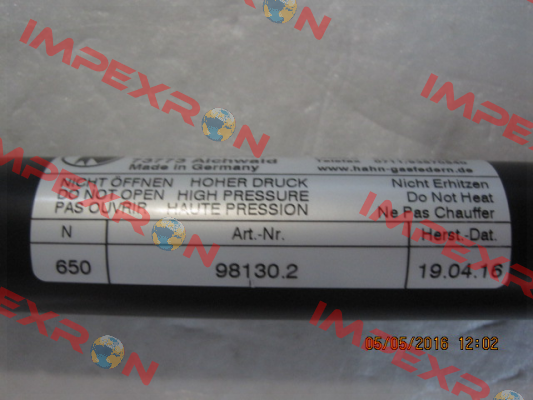 73773 Aichwald
Made in Germany
Telefax
www.hahn-gasfedern.de
NICHT ÖFFNEN HOHER DRUCK
DO NOT OPEN HIGH PRESSURE
PAS OUVRIR HAUTE PRESSION
Nicht Erhitzen
Do Not Heat
Ne Pas Chauffer
N Art.-Nr. Herst.-Dat.
650 98130.2 19.04.16
05/05/2016 12:02
IMPEXRON
IMPEXRON
IMPEXRON
IMPEXRON
IMPEXRON